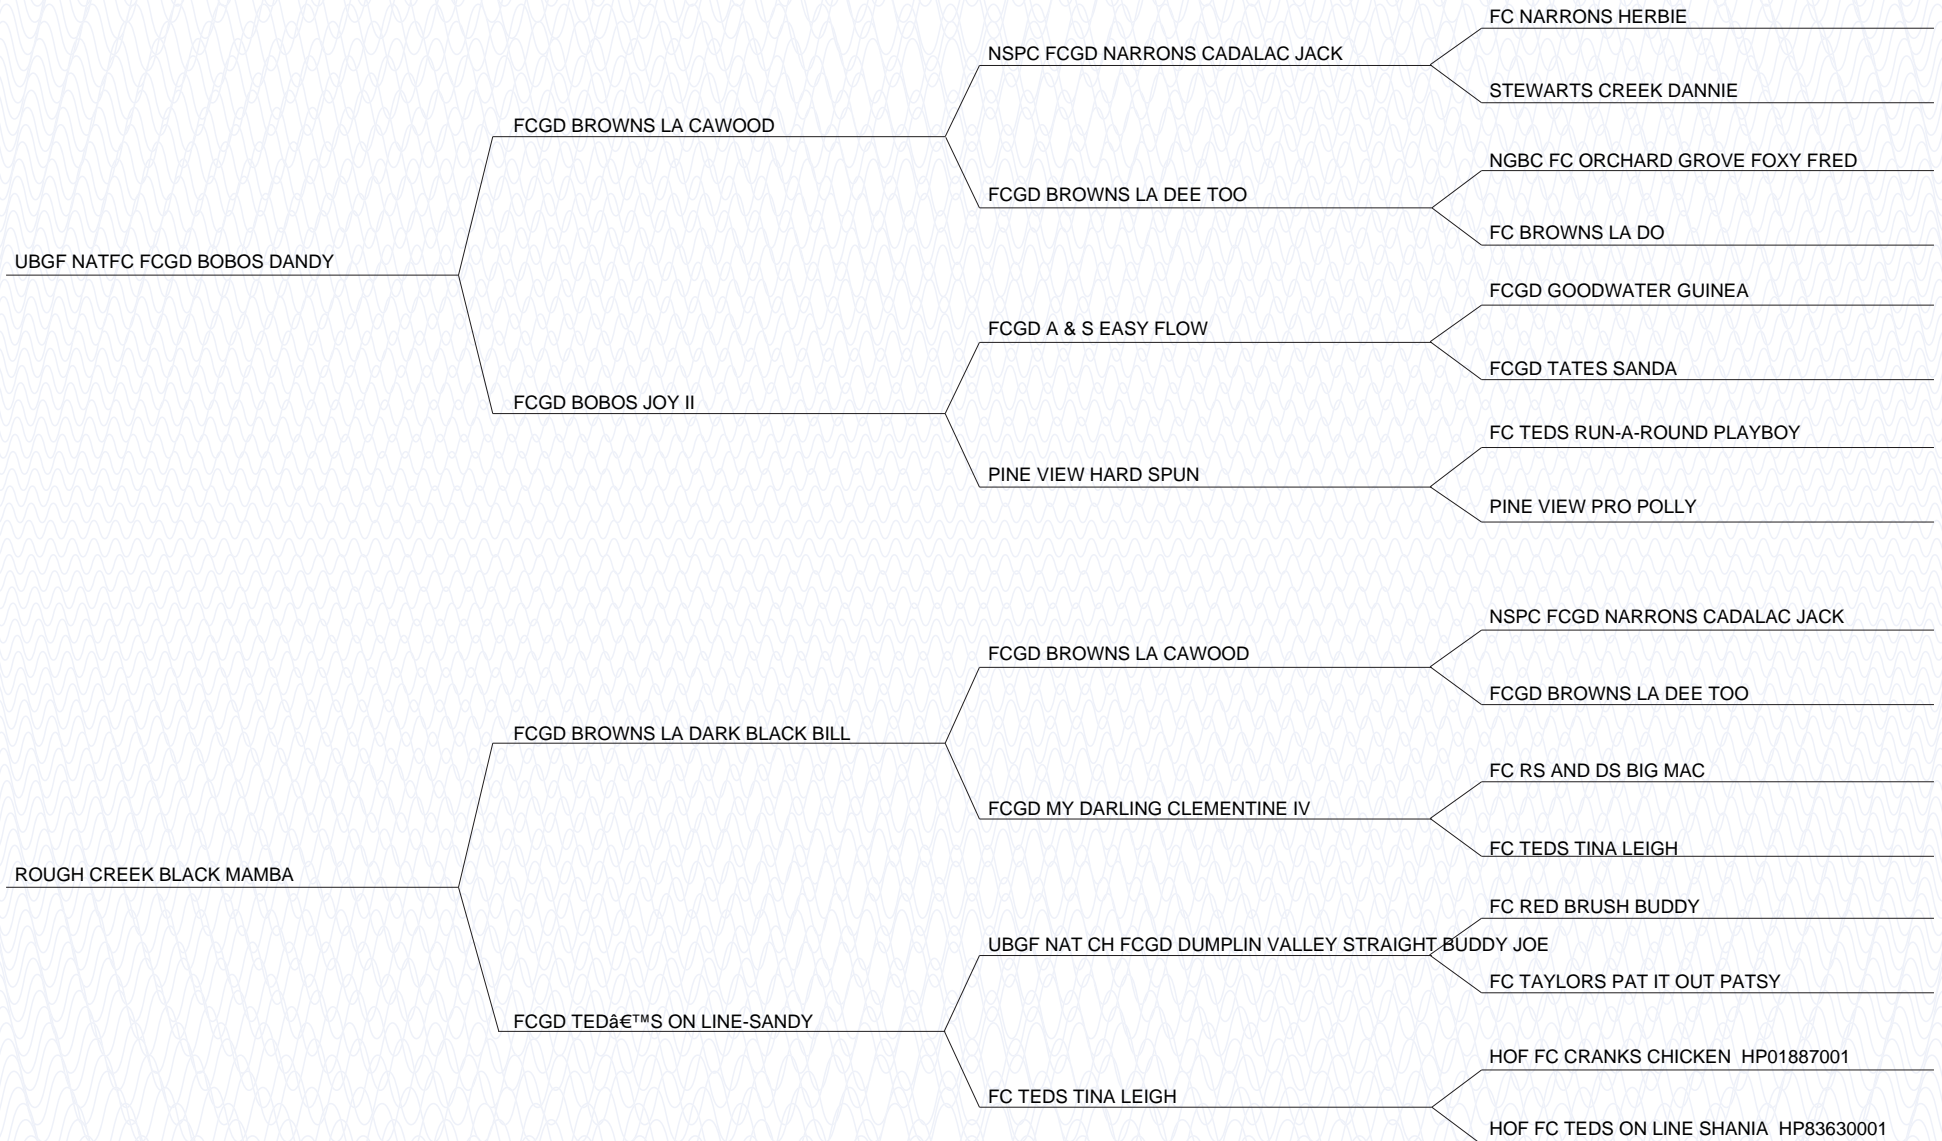 FC NARRONS HERBIE
NSPC FCGD NARRONS CADALAC JACK
STEWARTS CREEK DANNIE
FCGD BROWNS LA CAWOOD
NGBC FC ORCHARD GROVE FOXY FRED
FCGD BROWNS LA DEE TOO
FC BROWNS LA DO
UBGF NATFC FCGD BOBOS DANDY
FCGD GOODWATER GUINEA
FCGD A & S EASY FLOW
FCGD TATES SANDA
FCGD BOBOS JOY II
FC TEDS RUN-A-ROUND PLAYBOY
PINE VIEW HARD SPUN
PINE VIEW PRO POLLY
NSPC FCGD NARRONS CADALAC JACK
FCGD BROWNS LA CAWOOD
FCGD BROWNS LA DEE TOO
FCGD BROWNS LA DARK BLACK BILL
FC RS AND DS BIG MAC
FCGD MY DARLING CLEMENTINE IV
FC TEDS TINA LEIGH
ROUGH CREEK BLACK MAMBA
FC RED BRUSH BUDDY
UBGF NAT CH FCGD DUMPLIN VALLEY STRAIGHT BUDDY JOE
FC TAYLORS PAT IT OUT PATSY
FCGD TEDâ€™S ON LINE-SANDY
HOF FC CRANKS CHICKEN  HP01887001
FC TEDS TINA LEIGH
HOF FC TEDS ON LINE SHANIA  HP83630001